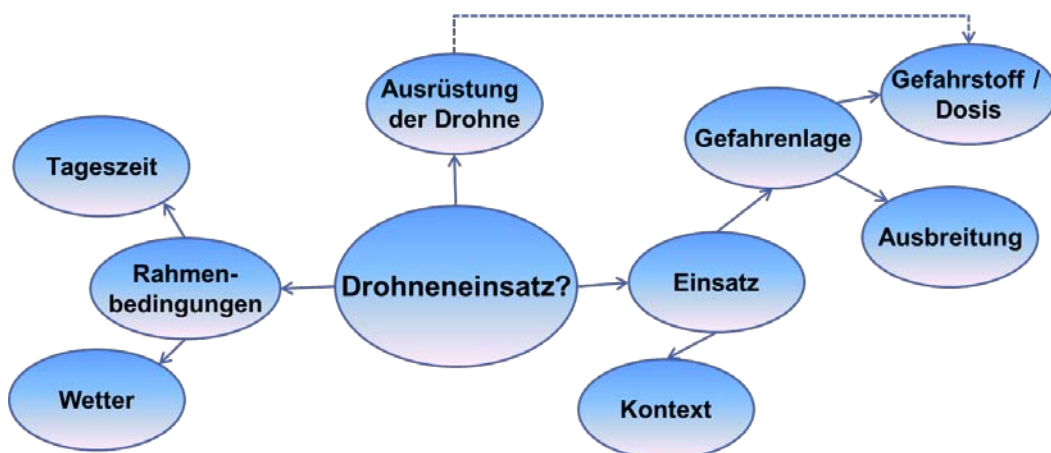 Ausrüstung
der Drohne
Gefahrstoff /
Dosis
Gefahrenlage
Tageszeit
Ausbreitung
Rahmen-
bedingungen
Drohneneinsatz?
Einsatz
Wetter
Kontext